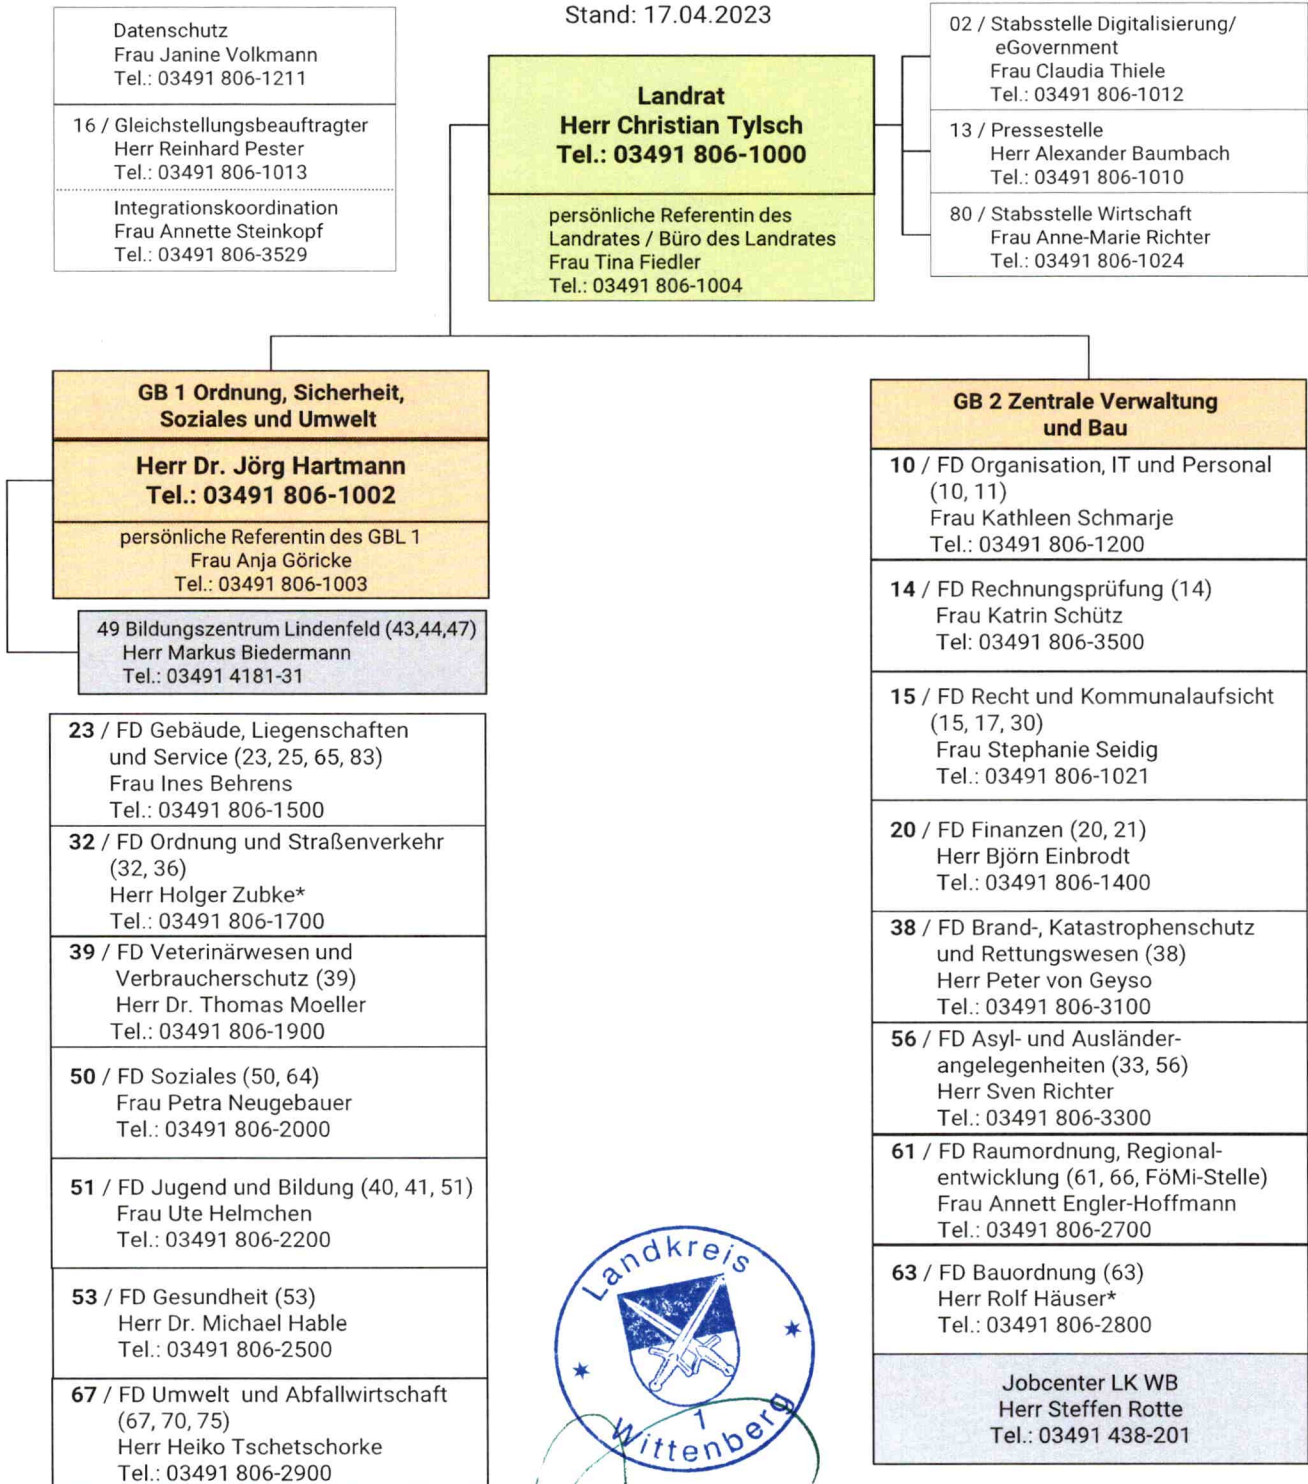 Stand: 17.04.2023
Datenschutz
Frau Janine Volkmann
Tel.: 03491 806-1211
16 / Gleichstellungsbeauftragter
Herr Reinhard Pester
Tel.: 03491 806-1013
Integrationskoordination
Frau Annette Steinkopf
Tel.: 03491 806-3529
Landrat
Herr Christian Tylsch
Tel.: 03491 806-1000
persönliche Referentin des
Landrates / Büro des Landrates
Frau Tina Fiedler
Tel.: 03491 806-1004
02 / Stabsstelle Digitalisierung/
eGovernment
Frau Claudia Thiele
Tel.: 03491 806-1012
13 / Pressestelle
Herr Alexander Baumbach
Tel.: 03491 806-1010
80 / Stabsstelle Wirtschaft
Frau Anne-Marie Richter
Tel.: 03491 806-1024
GB 1 Ordnung, Sicherheit,
Soziales und Umwelt
Herr Dr. Jörg Hartmann
Tel.: 03491 806-1002
persönliche Referentin des GBL 1
Frau Anja Göricke
Tel.: 03491 806-1003
49 Bildungszentrum Lindenfeld (43,44,47)
Herr Markus Biedermann
Tel.: 03491 4181-31
23 / FD Gebäude, Liegenschaften
und Service (23, 25, 65, 83)
Frau Ines Behrens
Tel.: 03491 806-1500
32 / FD Ordnung und Straßenverkehr
(32, 36)
Herr Holger Zubke*
Tel.: 03491 806-1700
39 / FD Veterinärwesen und
Verbraucherschutz (39)
Herr Dr. Thomas Moeller
Tel.: 03491 806-1900
50 / FD Soziales (50, 64)
Frau Petra Neugebauer
Tel.: 03491 806-2000
51 / FD Jugend und Bildung (40, 41, 51)
Frau Ute Helmchen
Tel.: 03491 806-2200
53 / FD Gesundheit (53)
Herr Dr. Michael Hable
Tel.: 03491 806-2500
67 / FD Umwelt und Abfallwirtschaft
(67, 70, 75)
Herr Heiko Tschetschorke
Tel.: 03491 806-2900
GB 2 Zentrale Verwaltung
und Bau
10 / FD Organisation, IT und Personal
(10, 11)
Frau Kathleen Schmarje
Tel.: 03491 806-1200
14 / FD Rechnungsprüfung (14)
Frau Katrin Schütz
Tel: 03491 806-3500
15 / FD Recht und Kommunalaufsicht
(15, 17, 30)
Frau Stephanie Seidig
Tel.: 03491 806-1021
20 / FD Finanzen (20, 21)
Herr Björn Einbrodt
Tel.: 03491 806-1400
38 / FD Brand-, Katastrophenschutz
und Rettungswesen (38)
Herr Peter von Geyso
Tel.: 03491 806-3100
56 / FD Asyl- und Ausländer-
angelegenheiten (33, 56)
Herr Sven Richter
Tel.: 03491 806-3300
61 / FD Raumordnung, Regional-
entwicklung (61, 66, FöMi-Stelle)
Frau Annett Engler-Hoffmann
Tel.: 03491 806-2700
63 / FD Bauordnung (63)
Herr Rolf Häuser*
Tel.: 03491 806-2800
Jobcenter LK WB
Herr Steffen Rotte
Tel.: 03491 438-201
Landkreis
1
Wittenberg